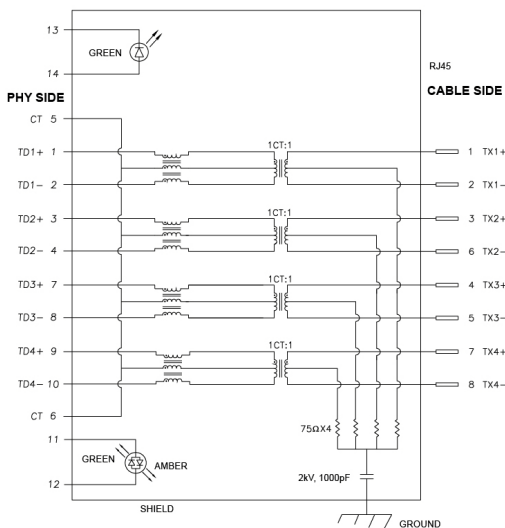 13
GREEN
14
RJ45
PHY SIDE
CABLE SIDE
CT 5
1CT:1
TD1+ 1
1 TX1+
TD1- 2
2 TX1-
1CT:1
TD2+ 3
3 TX2+
TD2- 4
6 TX2-
1CT:1
TD3+ 7
4 TX3+
TD3- 8
5 TX3-
1CT:1
TD4+ 9
7 TX4+
TD4- 10
8 TX4-
CT 6
75ΩX4
11
GREEN
AMBER
12
2kV, 1000pF
SHIELD
GROUND